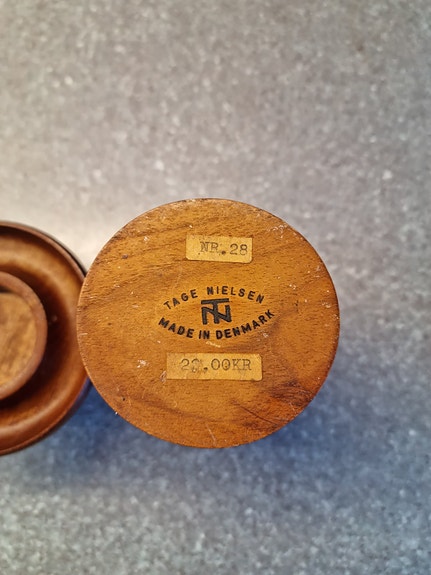 NR.28
TAGE NIELSEN
TN
MADE IN DENMARK
22.00KR